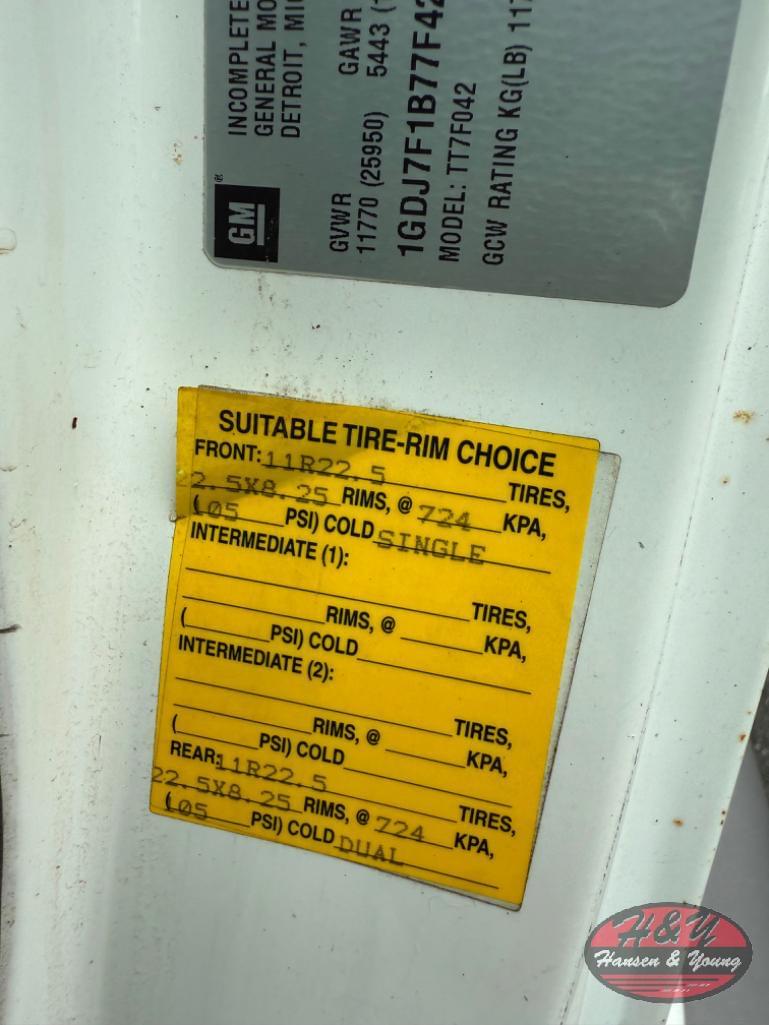 INCOMPLETE
GENERAL MO
DETROIT, MI
GM®
GVWR GAWR
11770 (25950) 5443 (1
1GDJ7F1B77F42
MODEL: TT7F042
GCW RATING KG(LB) 117
SUITABLE TIRE-RIM CHOICE
FRONT: 11R22.5 TIRES,
2.5X8.25 RIMS, @ 724 KPA,
(105 PSI) COLD SINGLE
INTERMEDIATE (1):
TIRES,
RIMS, @ KPA,
( PSI) COLD
INTERMEDIATE (2):
TIRES,
RIMS, @ KPA,
( PSI) COLD
REAR: 11R22.5 TIRES,
22.5X8.25 RIMS, @ 724 KPA,
(105 PSI) COLD DUAL
H&Y
Hansen & Young